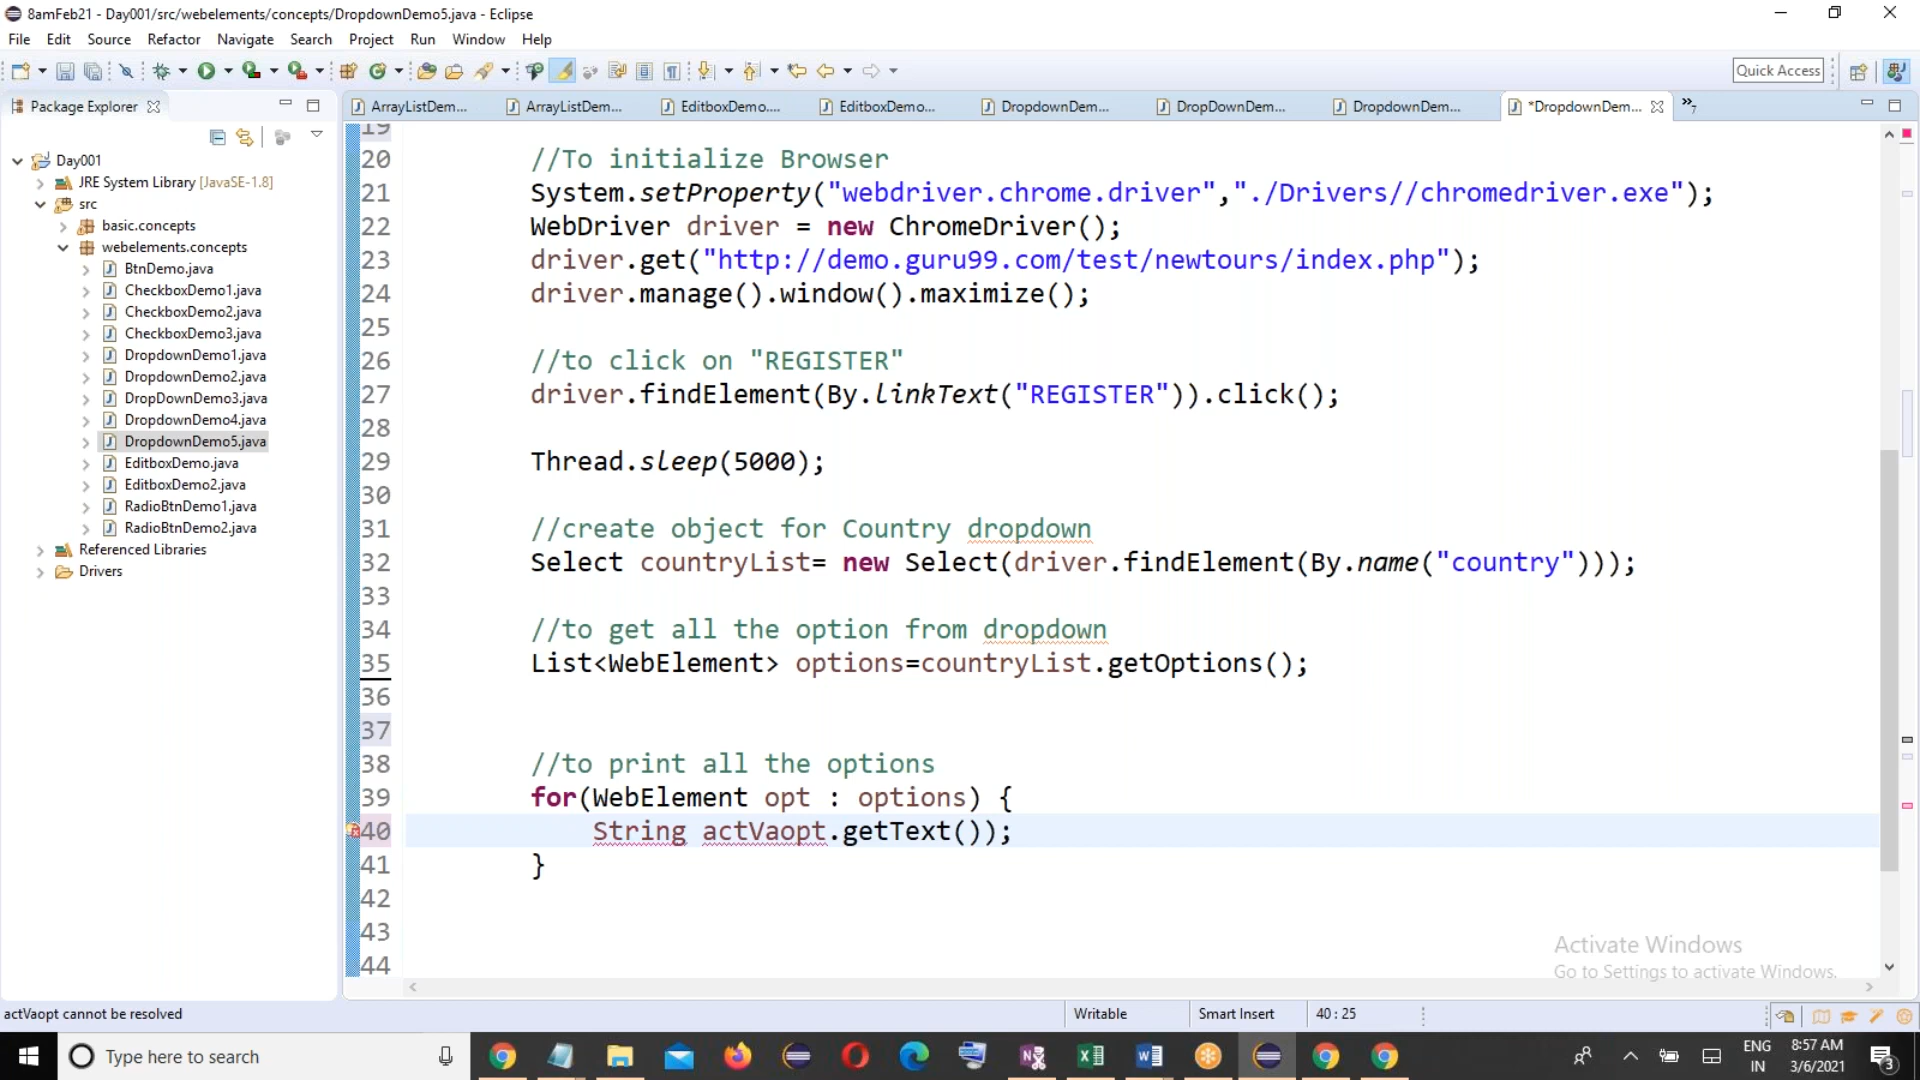 8amFeb21 - Day001/src/webelements/concepts/DropdownDemo5.java - Eclipse
File Edit Source Refactor Navigate Search Project Run Window Help
Quick Access
Package Explorer
ArrayListDem... ArrayListDem... EditboxDemo.... EditboxDemo... DropdownDem... DropDownDem... DropdownDem... *DropdownDem... »7
Day001
JRE System Library [JavaSE-1.8]
src
basic.concepts
webelements.concepts
BtnDemo.java
CheckboxDemo1.java
CheckboxDemo2.java
CheckboxDemo3.java
DropdownDemo1.java
DropdownDemo2.java
DropDownDemo3.java
DropdownDemo4.java
DropdownDemo5.java
EditboxDemo.java
EditboxDemo2.java
RadioBtnDemo1.java
RadioBtnDemo2.java
Referenced Libraries
Drivers
19
20 //To initialize Browser
21 System.setProperty("webdriver.chrome.driver","./Drivers//chromedriver.exe");
22 WebDriver driver = new ChromeDriver();
23 driver.get("http://demo.guru99.com/test/newtours/index.php");
24 driver.manage().window().maximize();
25
26 //to click on "REGISTER"
27 driver.findElement(By.linkText("REGISTER")).click();
28
29 Thread.sleep(5000);
30
31 //create object for Country dropdown
32 Select countryList= new Select(driver.findElement(By.name("country")));
33
34 //to get all the option from dropdown
35 List<WebElement> options=countryList.getOptions();
36
37
38 //to print all the options
39 for(WebElement opt : options) {
40 String actVaopt.getText());
41 }
42
43
44
Activate Windows
Go to Settings to activate Windows.
actVaopt cannot be resolved
Writable Smart Insert 40 : 25
Type here to search
ENG
IN
8:57 AM
3/6/2021
3